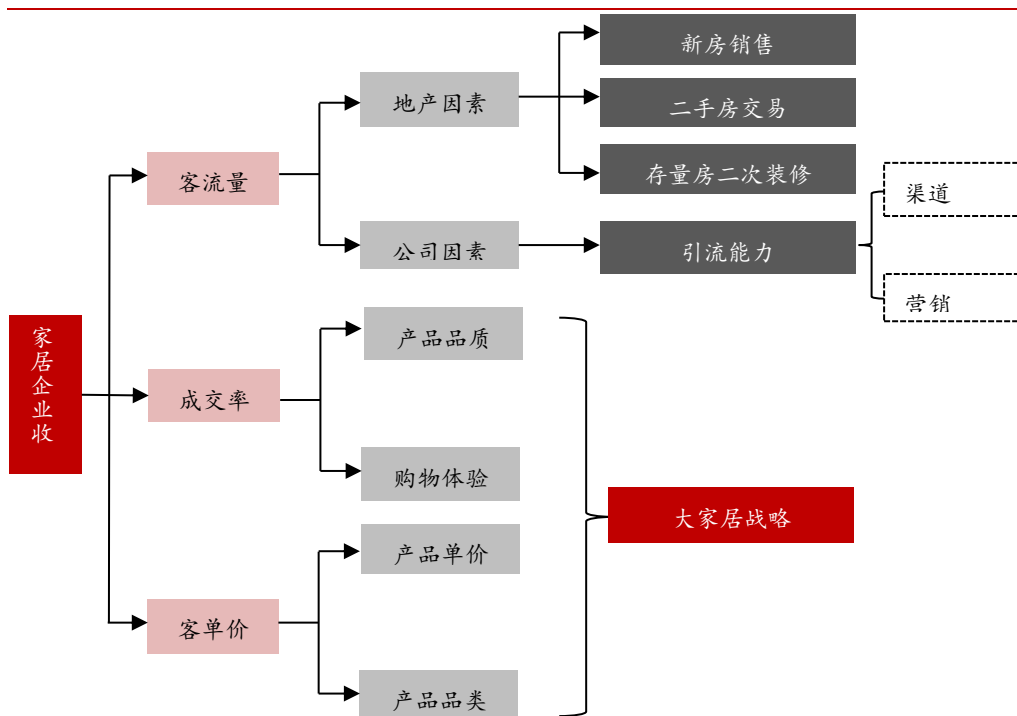 新房销售
地产因素
二手房交易
客流量
存量房二次装修
渠道
公司因素
引流能力
营销
家居企业收
产品品质
成交率
购物体验
大家居战略
产品单价
客单价
产品品类